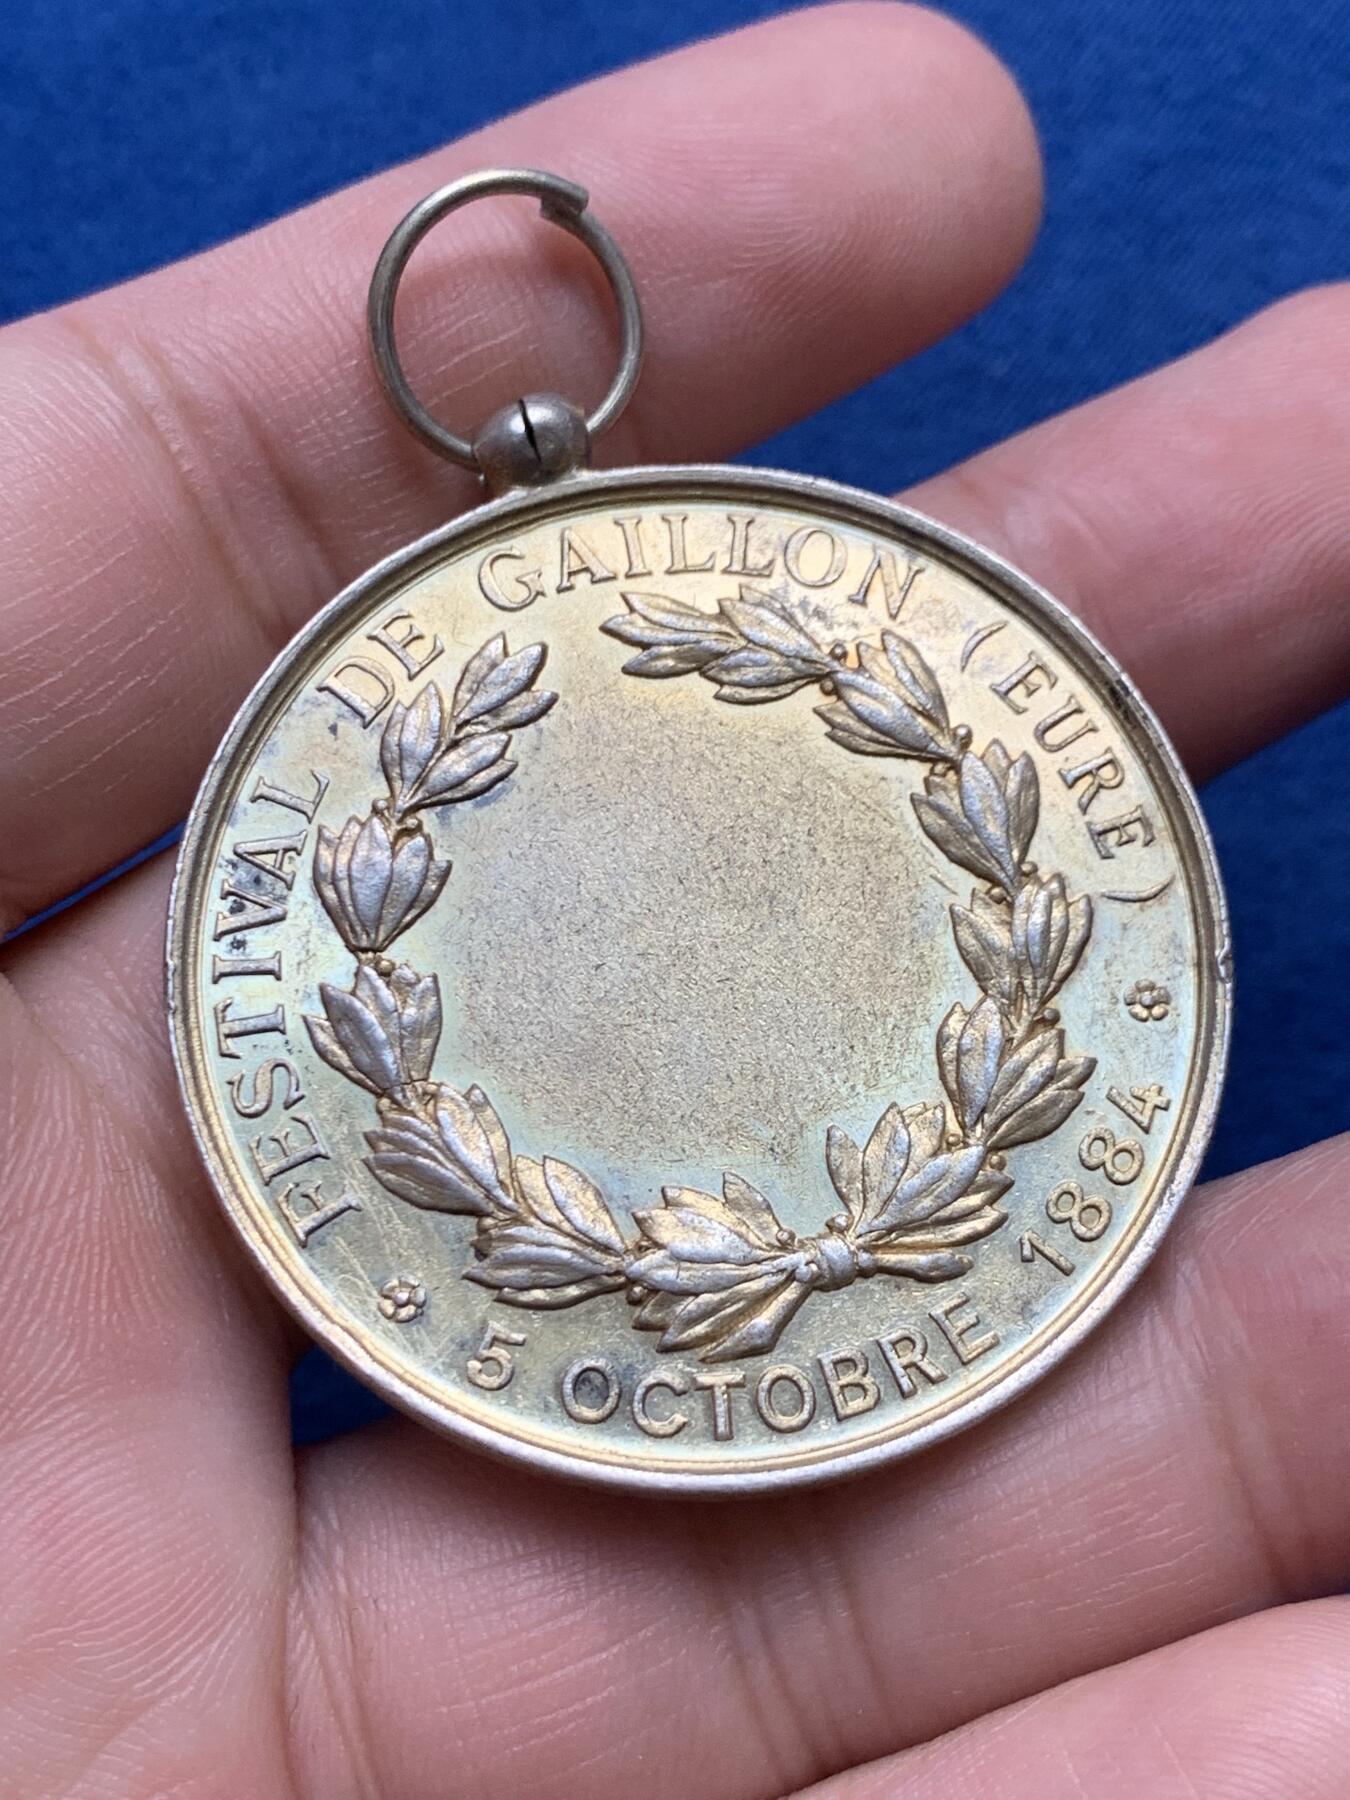 FESTIVAL DE GAILLON (EURE)
5 OCTOBRE 1884